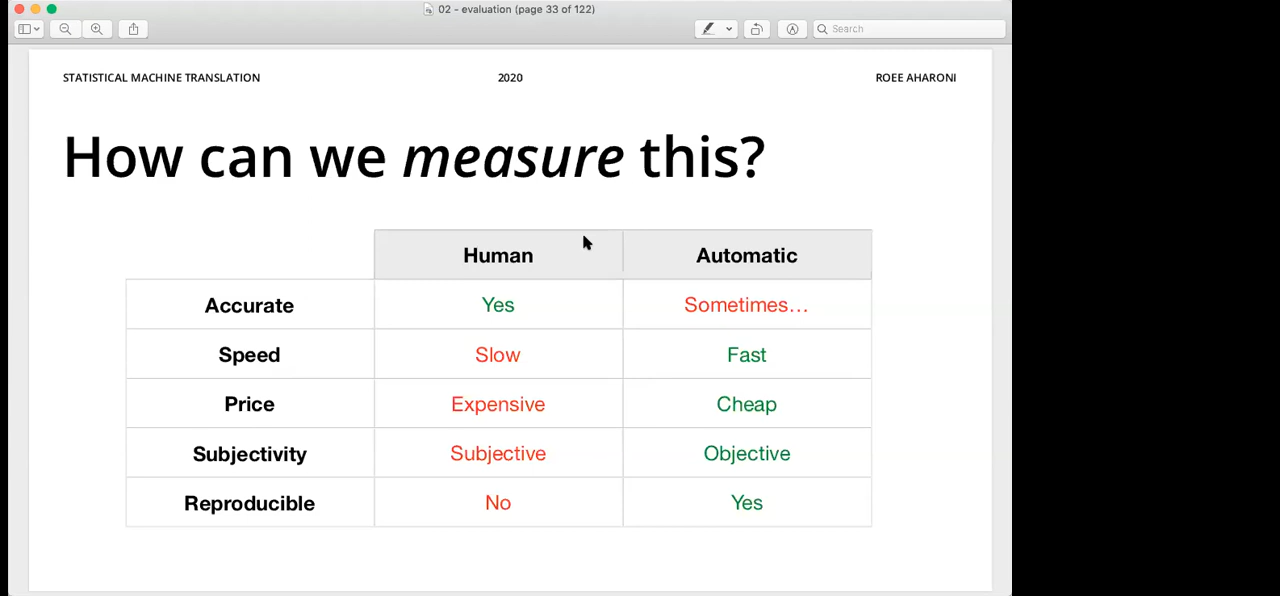 02 - evaluation (page 33 of 122)
Search
STATISTICAL MACHINE TRANSLATION 2020 ROEE AHARONI
How can we measure this?
Human Automatic
Accurate Yes Sometimes…
Speed Slow Fast
Price Expensive Cheap
Subjectivity Subjective Objective
Reproducible No Yes